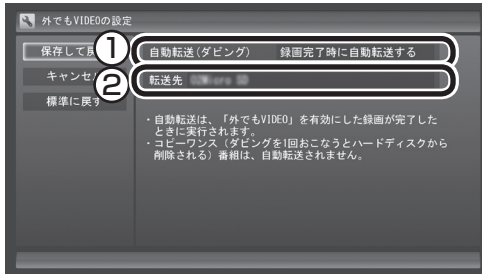 外でもVIDEOの設定
保存して戻
①
自動転送(ダビング) 録画完了時に自動転送する
キャンセル
②
転送先
標準に戻す
・自動転送は、「外でもVIDEO」を有効にした録画が完了した
ときに実行されます。
・コピーワンス(ダビングを1回おこなうとハードディスクから
削除される)番組は、自動転送されません。